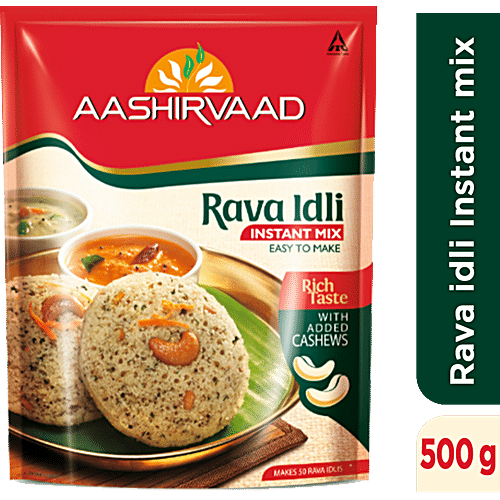 AASHIRVAAD
Rava Idli
INSTANT MIX
EASY TO MAKE
Rich
Taste
WITH
ADDED
CASHEWS
MAKES 50 RAVA IDLIS
Rava idli Instant mix
500 g